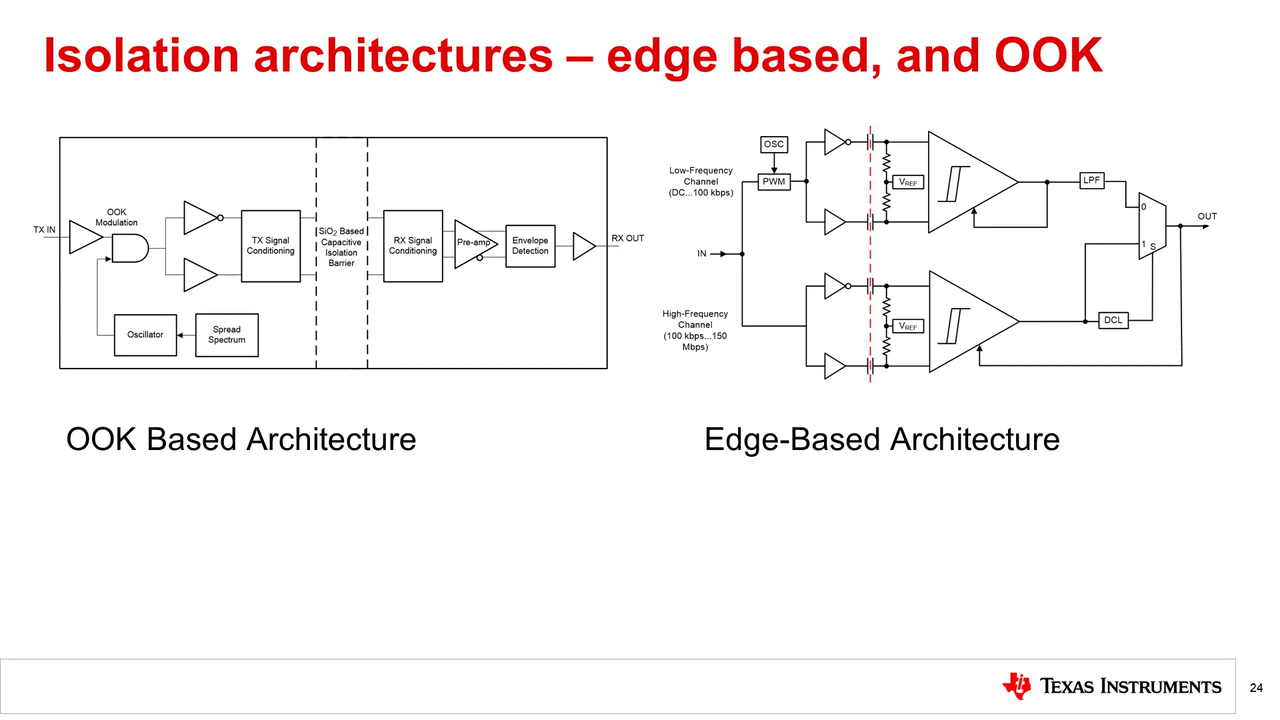 Isolation architectures – edge based, and OOK
TX IN
OOK
Modulation
TX Signal
Conditioning
SiO2 Based
Capacitive
Isolation
Barrier
RX Signal
Conditioning
Pre-amp
Envelope
Detection
RX OUT
Oscillator
Spread
Spectrum
OSC
Low-Frequency
Channel
(DC...100 kbps)
PWM
VREF
LPF
0
OUT
1
S
IN
High-Frequency
Channel
(100 kbps...150
Mbps)
VREF
DCL
OOK Based Architecture
Edge-Based Architecture
TEXAS INSTRUMENTS
24